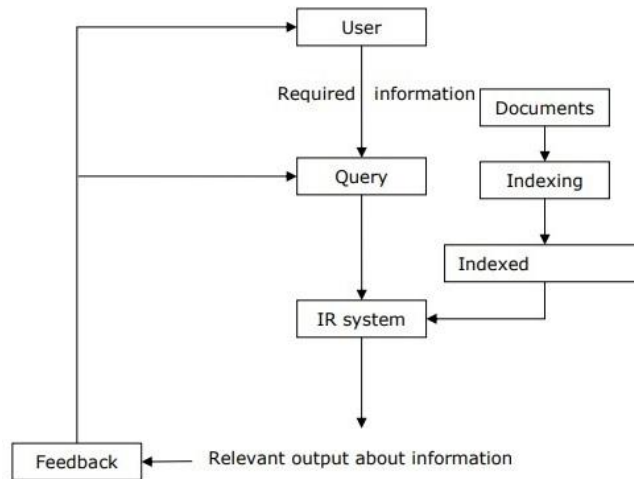 User
Required information
Documents
Query
Indexing
Indexed
IR system
Feedback
Relevant output about information